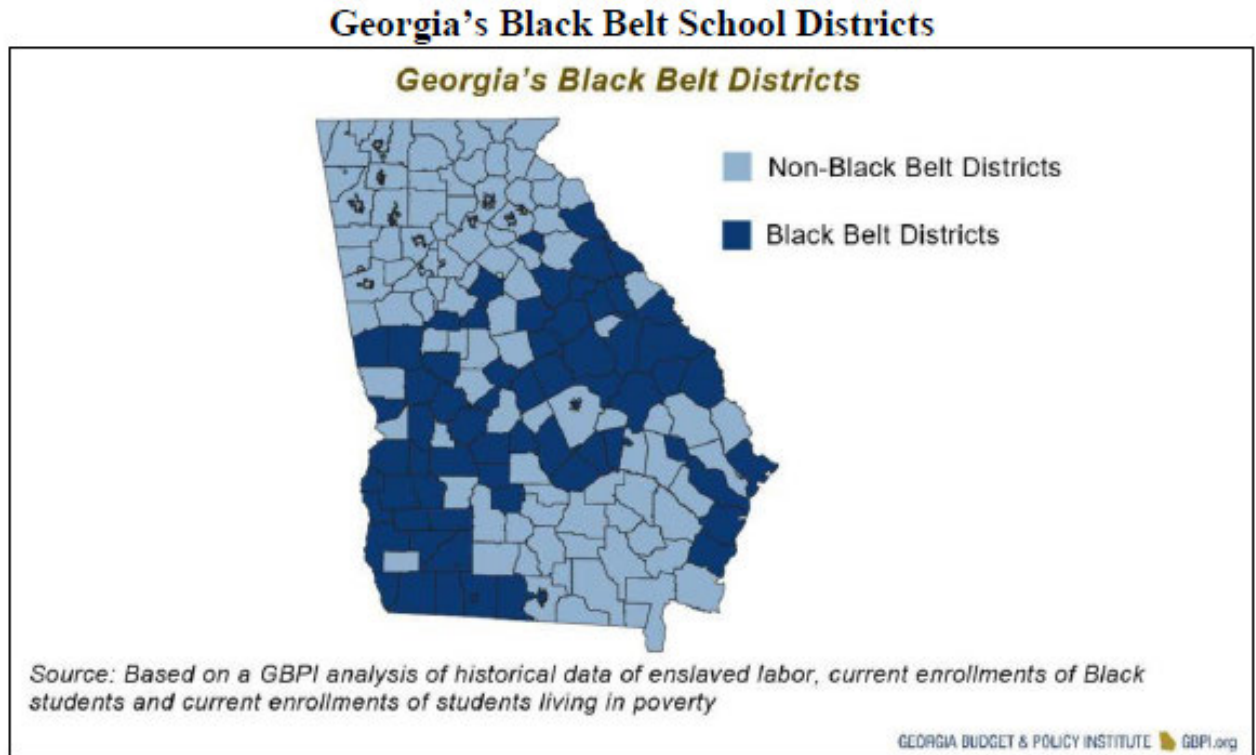 Georgia's Black Belt School Districts
Georgia's Black Belt Districts
Non-Black Belt Districts
Black Belt Districts
Source: Based on a GBPI analysis of historical data of enslaved labor, current enrollments of Black
students and current enrollments of students living in poverty
GEORGIA BUDGET & POLICY INSTITUTE GBPI.org